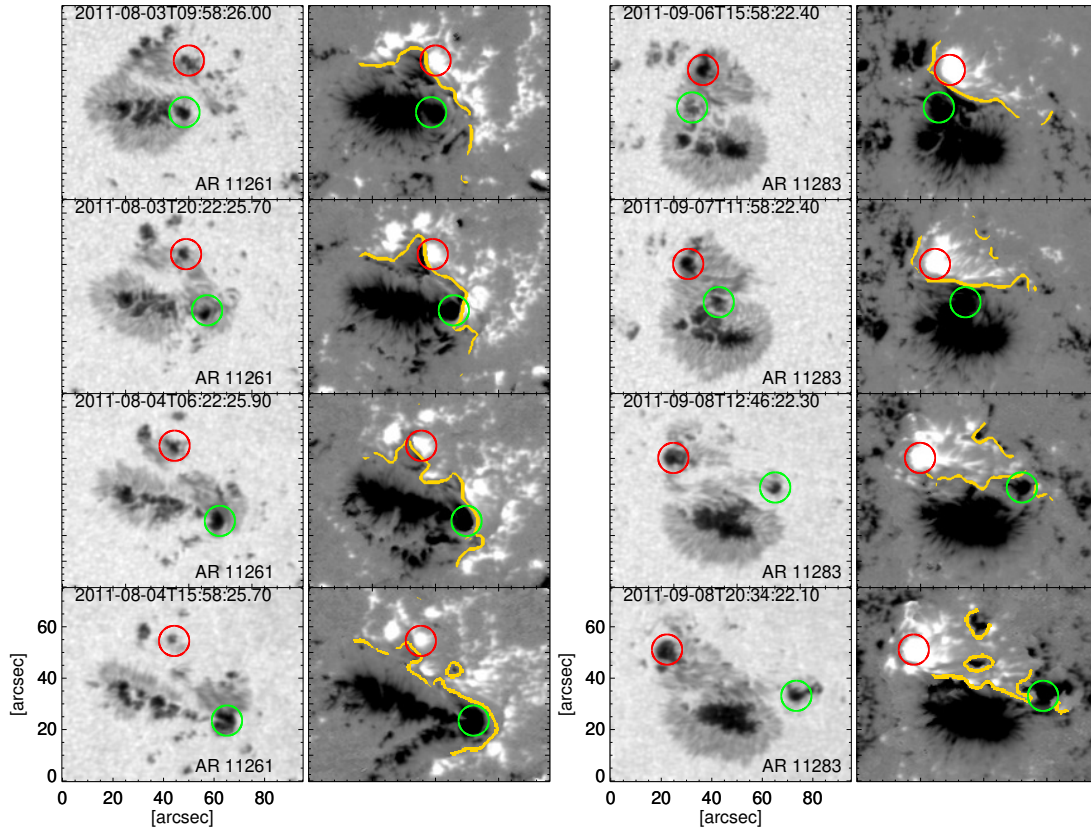 2011-08-03T09:58:26.00
AR 11261
2011-09-06T15:58:22.40
AR 11283
2011-08-03T20:22:25.70
AR 11261
2011-09-07T11:58:22.40
AR 11283
2011-08-04T06:22:25.90
AR 11261
2011-09-08T12:46:22.30
AR 11283
2011-08-04T15:58:25.70
AR 11261
2011-09-08T20:34:22.10
AR 11283
60
40
20
0
[arcsec]
60
40
20
0
[arcsec]
0 20 40 60 80
[arcsec]
0 20 40 60 80
[arcsec]